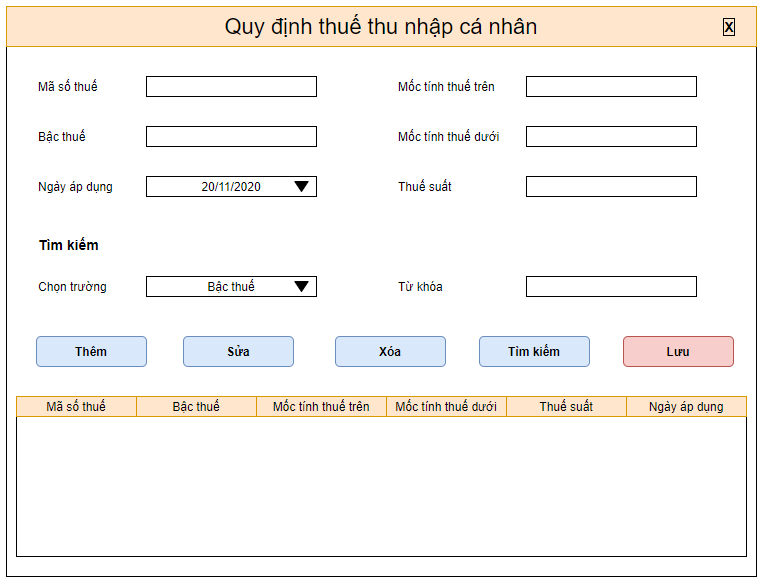 Quy định thuế thu nhập cá nhân X
Mã số thuế Mốc tính thuế trên
Bậc thuế Mốc tính thuế dưới
Ngày áp dụng 20/11/2020 Thuế suất
Tìm kiếm
Chọn trường Bậc thuế Từ khóa
Thêm Sửa Xóa Tìm kiếm Lưu
Mã số thuế Bậc thuế Mốc tính thuế trên Mốc tính thuế dưới Thuế suất Ngày áp dụng